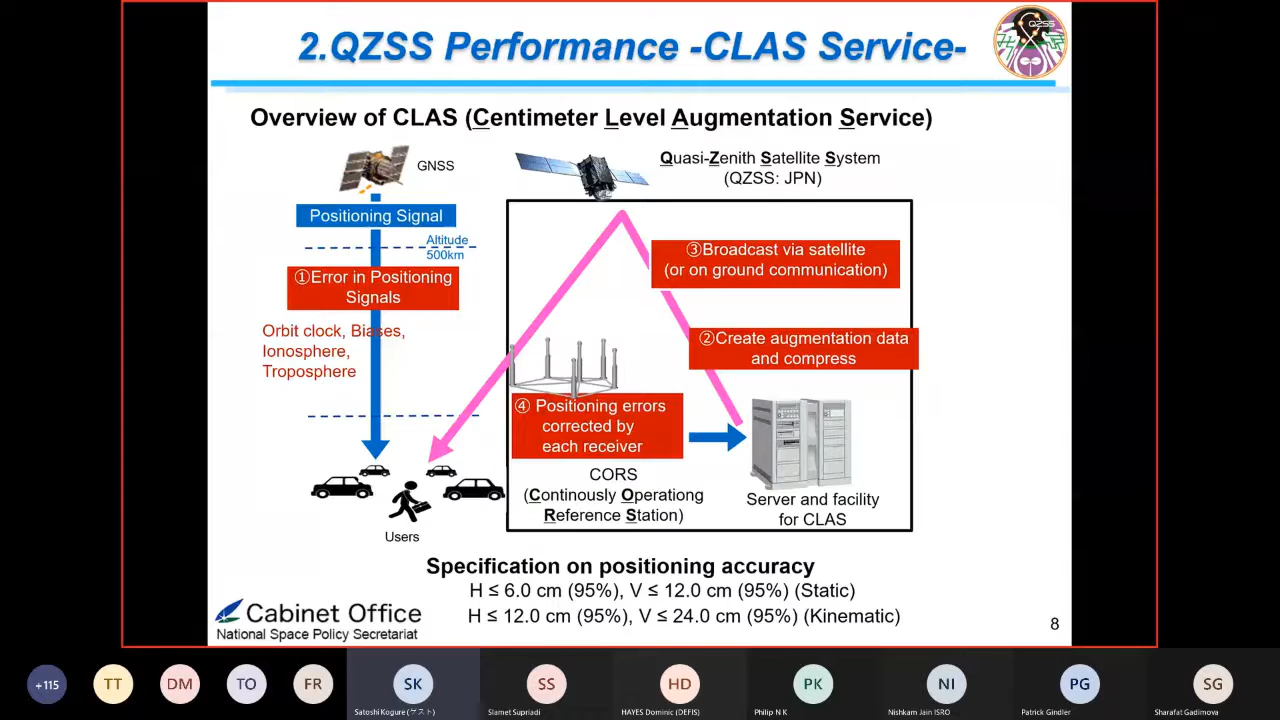 2.QZSS Performance -CLAS Service-
QZSS
Overview of CLAS (Centimeter Level Augmentation Service)
GNSS
Quasi-Zenith Satellite System
(QZSS: JPN)
Positioning Signal
Altitude
500km
①Error in Positioning
Signals
Orbit clock, Biases,
Ionosphere,
Troposphere
③Broadcast via satellite
(or on ground communication)
②Create augmentation data
and compress
④ Positioning errors
corrected by
each receiver
CORS
(Continously Operationg
Reference Station)
Server and facility
for CLAS
Users
Specification on positioning accuracy
H ≤ 6.0 cm (95%), V ≤ 12.0 cm (95%) (Static)
H ≤ 12.0 cm (95%), V ≤ 24.0 cm (95%) (Kinematic)
Cabinet Office
National Space Policy Secretariat
8
+115
TT
DM
TO
FR
SK
SS
HD
PK
NI
PG
SG
Satoshi Kogure (ゲスト)
Slamet Supriadi
HAYES Dominic (DEFIS)
Philip N K
Nishkam Jain ISRO
Patrick Gindler
Sharafat Gadimova